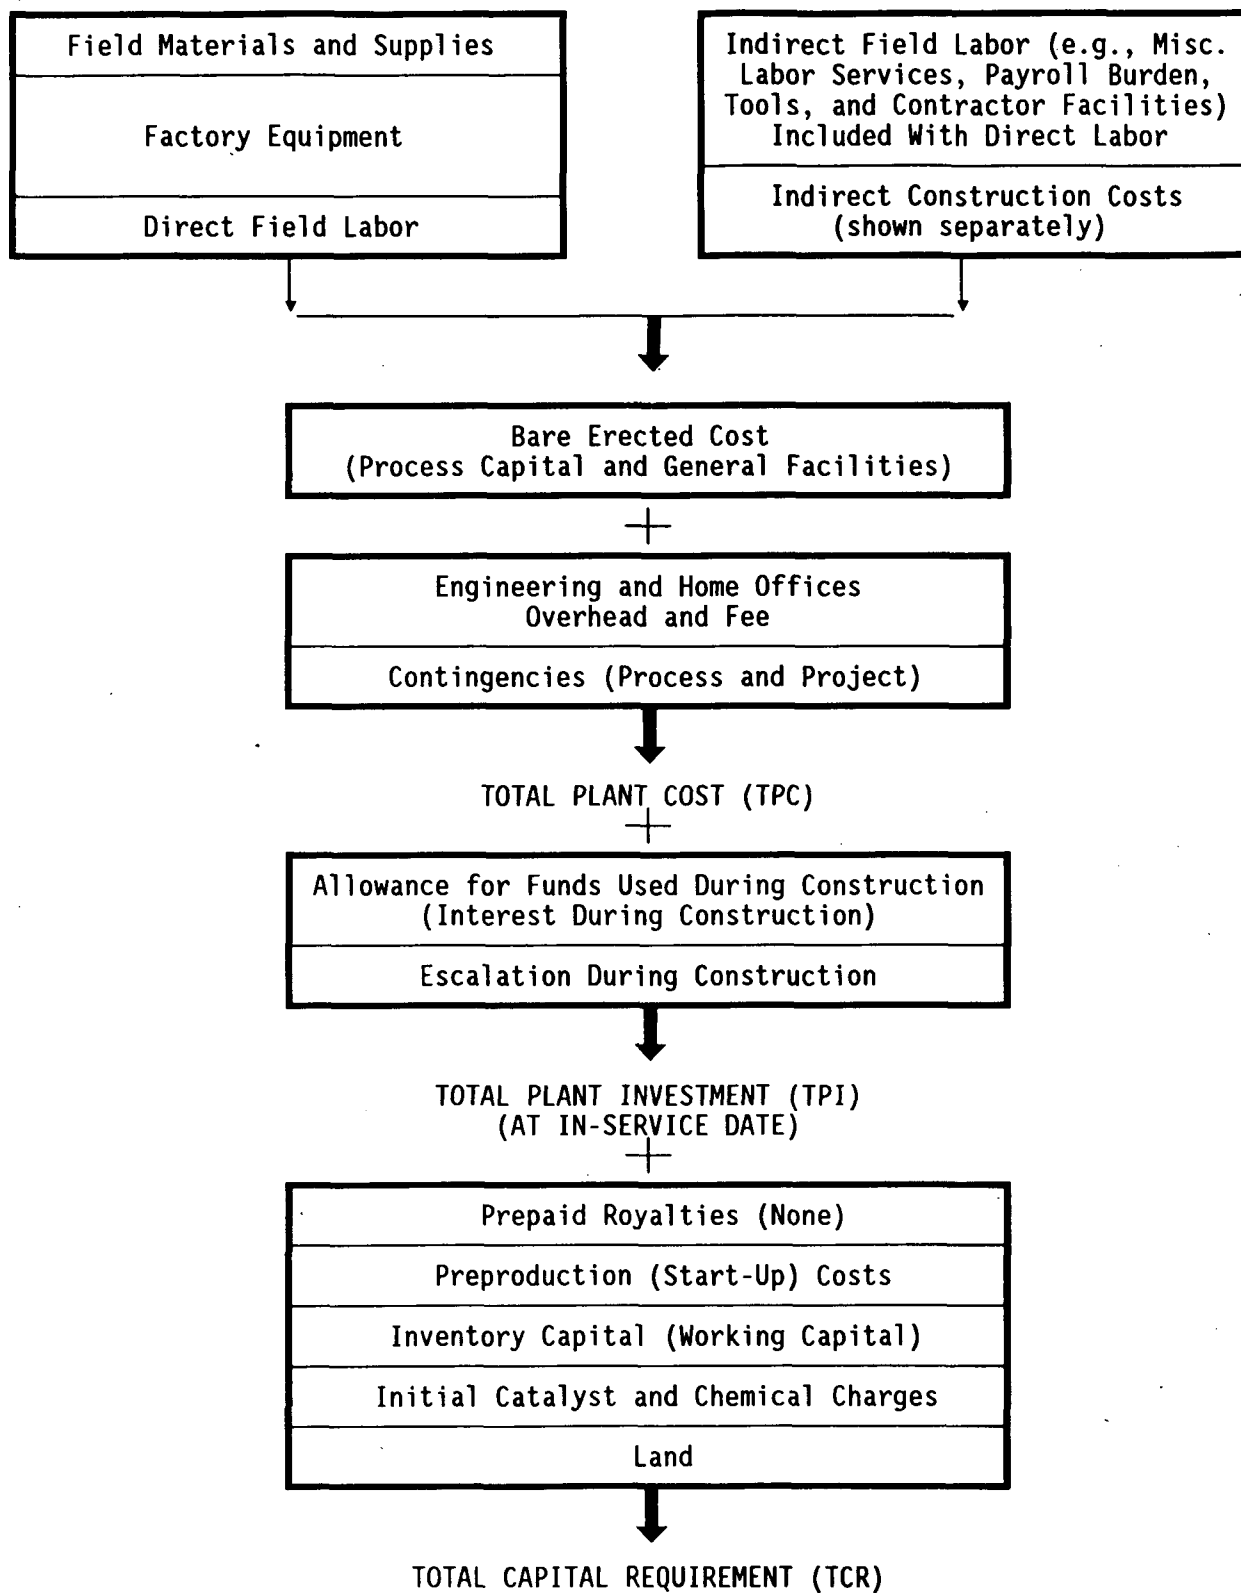 Field Materials and Supplies
Factory Equipment
Direct Field Labor
Indirect Field Labor (e.g., Misc.
Labor Services, Payroll Burden,
Tools, and Contractor Facilities)
Included With Direct Labor
Indirect Construction Costs
(shown separately)
Bare Erected Cost
(Process Capital and General Facilities)
+
Engineering and Home Offices
Overhead and Fee
Contingencies (Process and Project)
TOTAL PLANT COST (TPC)
+
Allowance for Funds Used During Construction
(Interest During Construction)
Escalation During Construction
TOTAL PLANT INVESTMENT (TPI)
(AT IN-SERVICE DATE)
+
Prepaid Royalties (None)
Preproduction (Start-Up) Costs
Inventory Capital (Working Capital)
Initial Catalyst and Chemical Charges
Land
TOTAL CAPITAL REQUIREMENT (TCR)